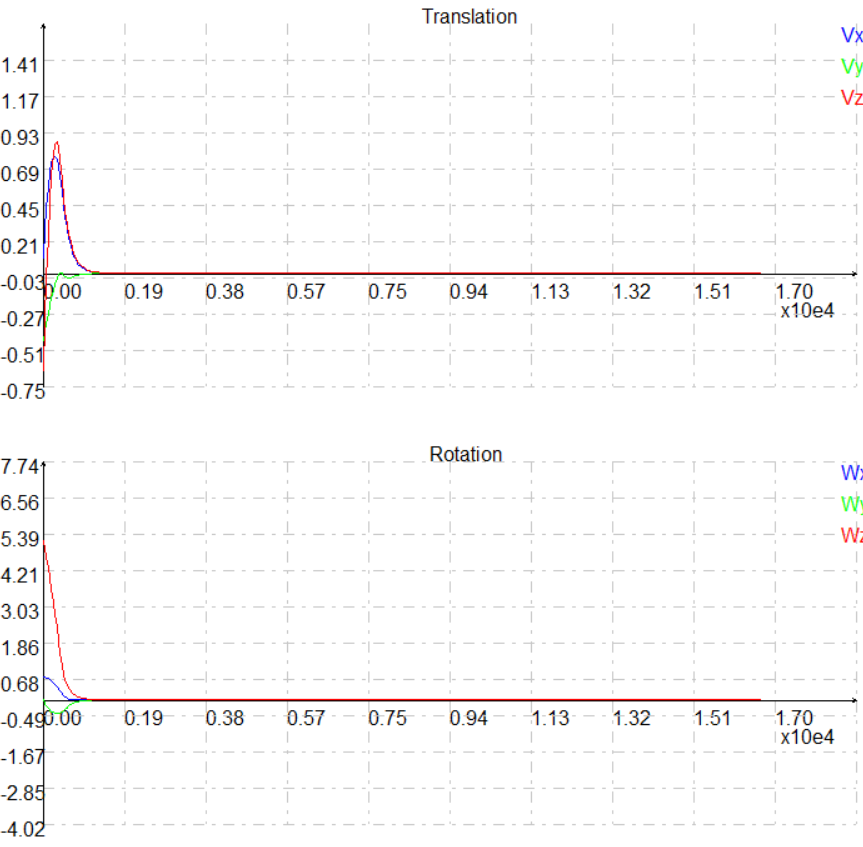 Translation
Vx
1.41
Vy
1.17
Vz
0.93
0.69
0.45
0.21
-0.03
0.00 0.19 0.38 0.57 0.75 0.94 1.13 1.32 1.51 1.70
x10e4
-0.27
-0.51
-0.75
Rotation
7.74
Wx
6.56
Wy
5.39
Wz
4.21
3.03
1.86
0.68
-0.49
0.00 0.19 0.38 0.57 0.75 0.94 1.13 1.32 1.51 1.70
x10e4
-1.67
-2.85
-4.02